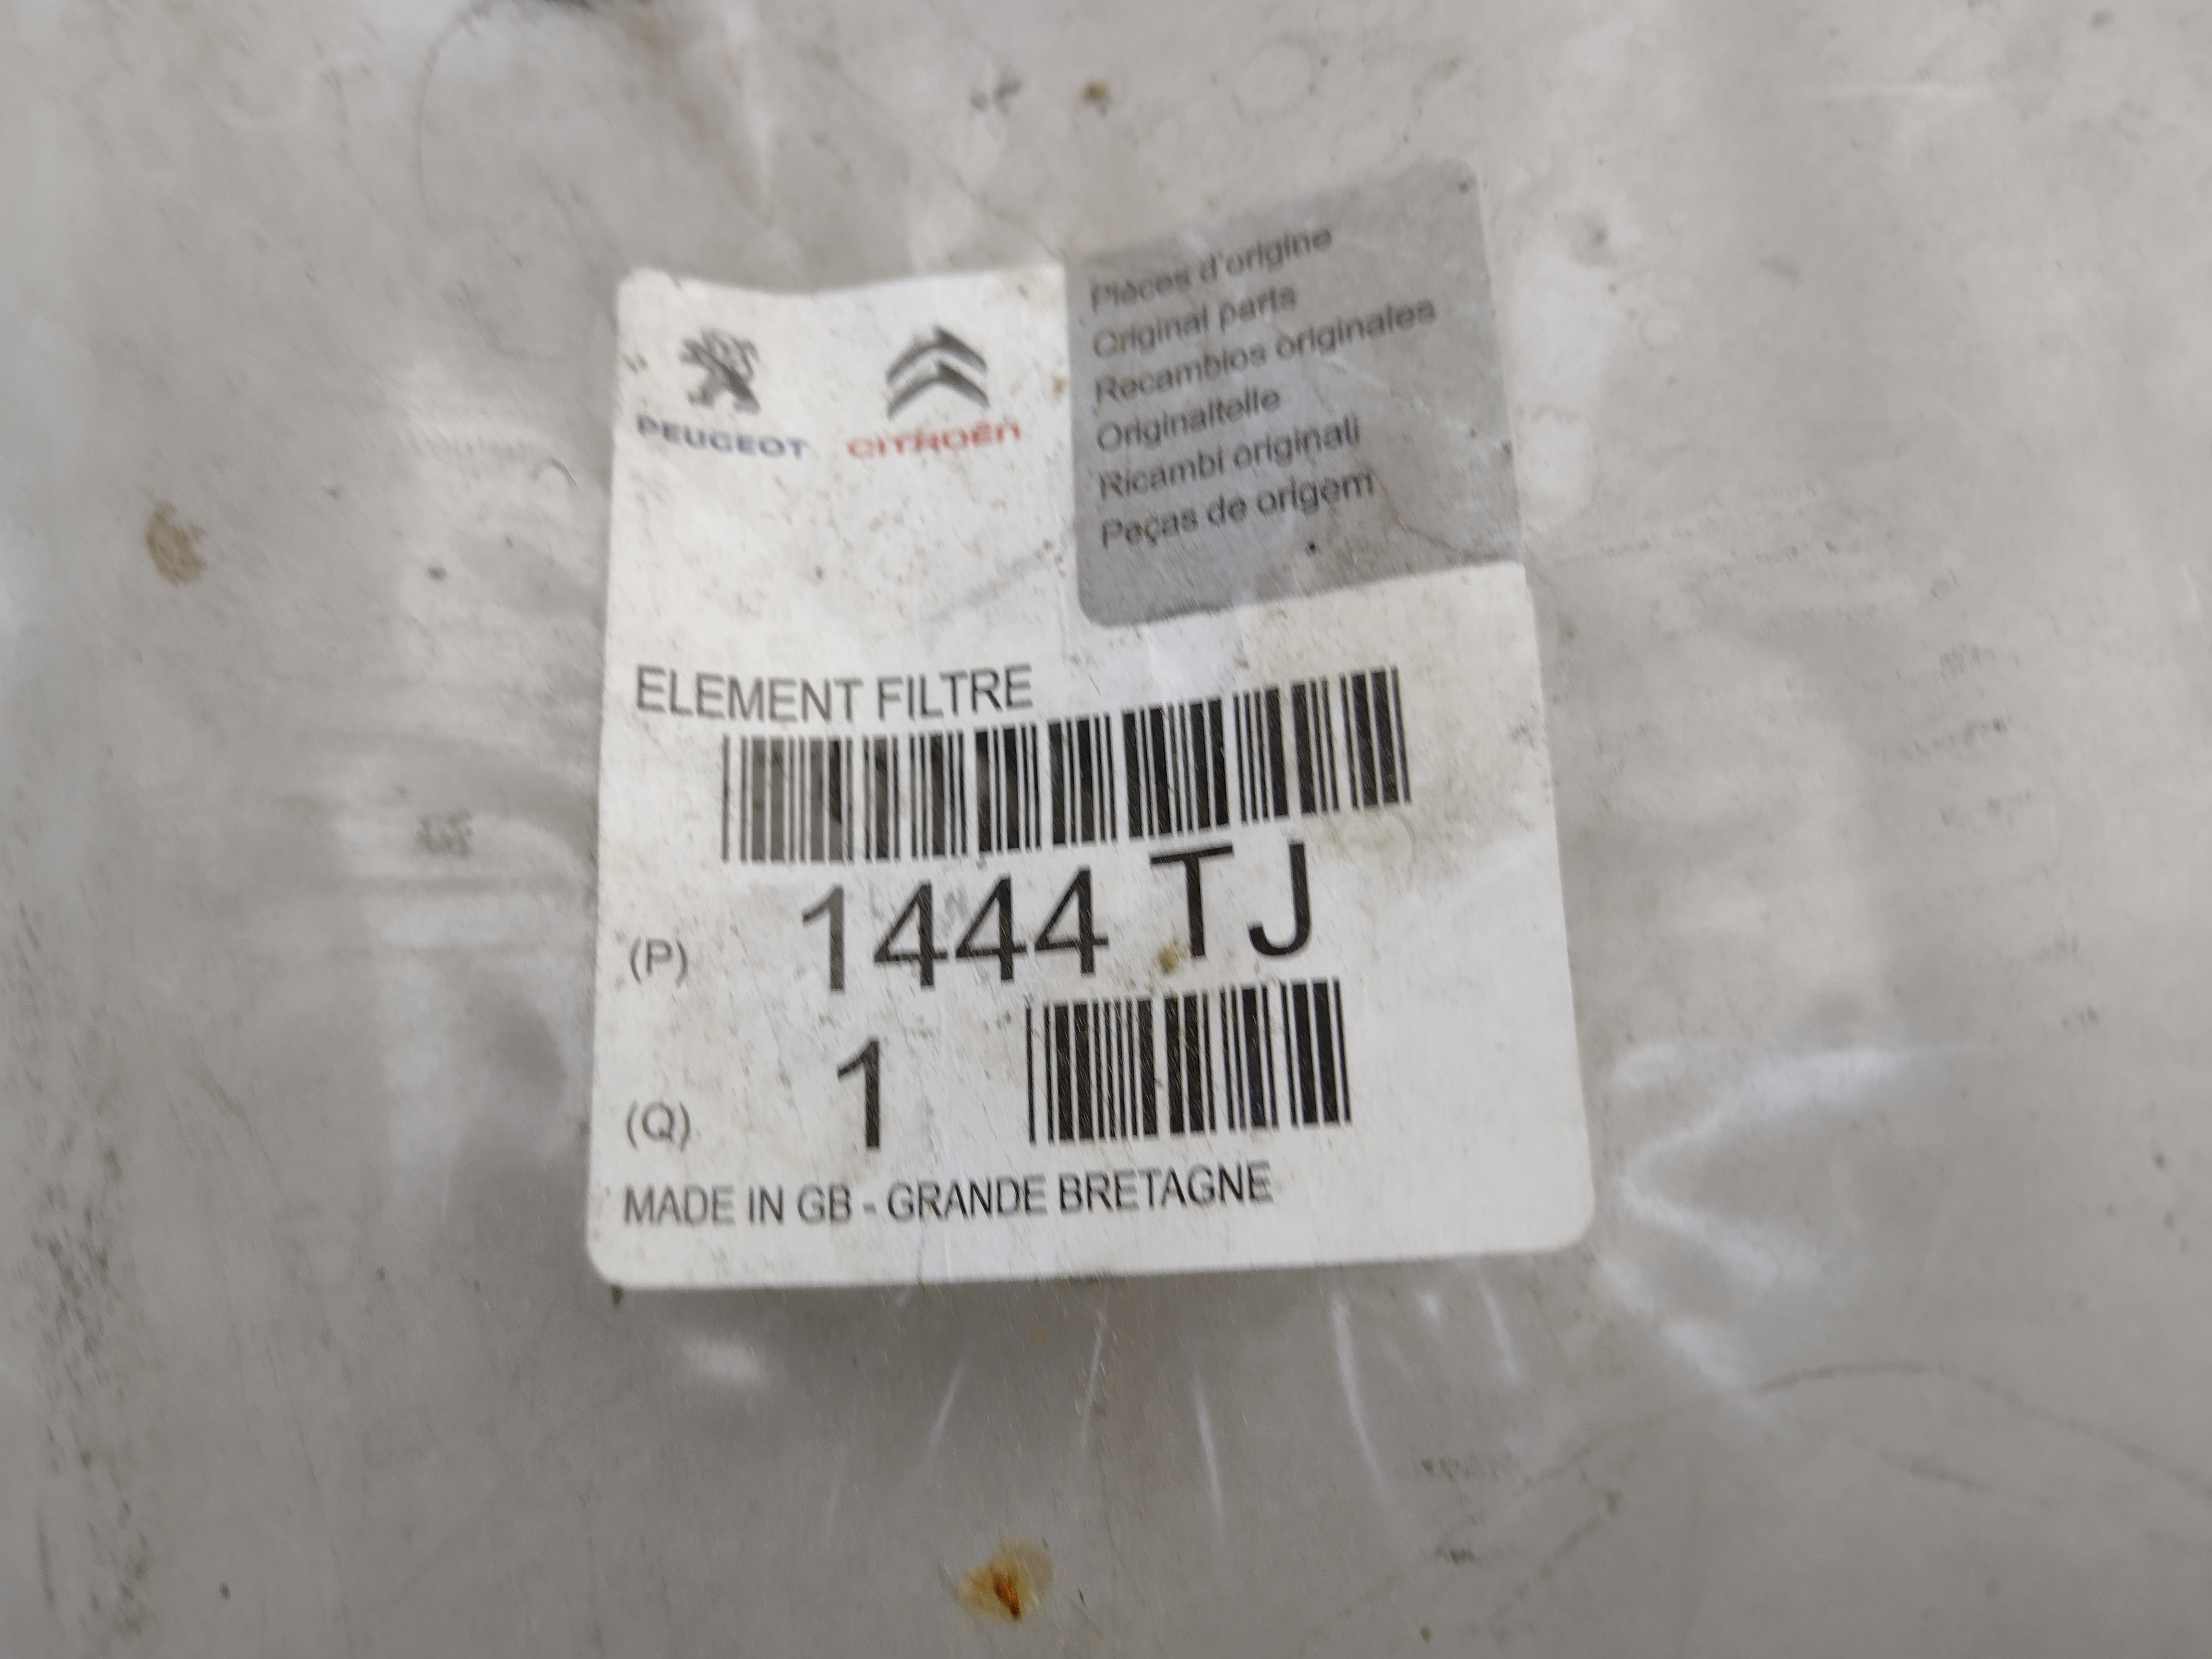 PEUGEOT
CITROËN
Pièces d'origine
Original parts
Recambios originales
Originalteile
Ricambi originali
Peças de origem
ELEMENT FILTRE
(P) 1444 TJ
(Q) 1
MADE IN GB - GRANDE BRETAGNE